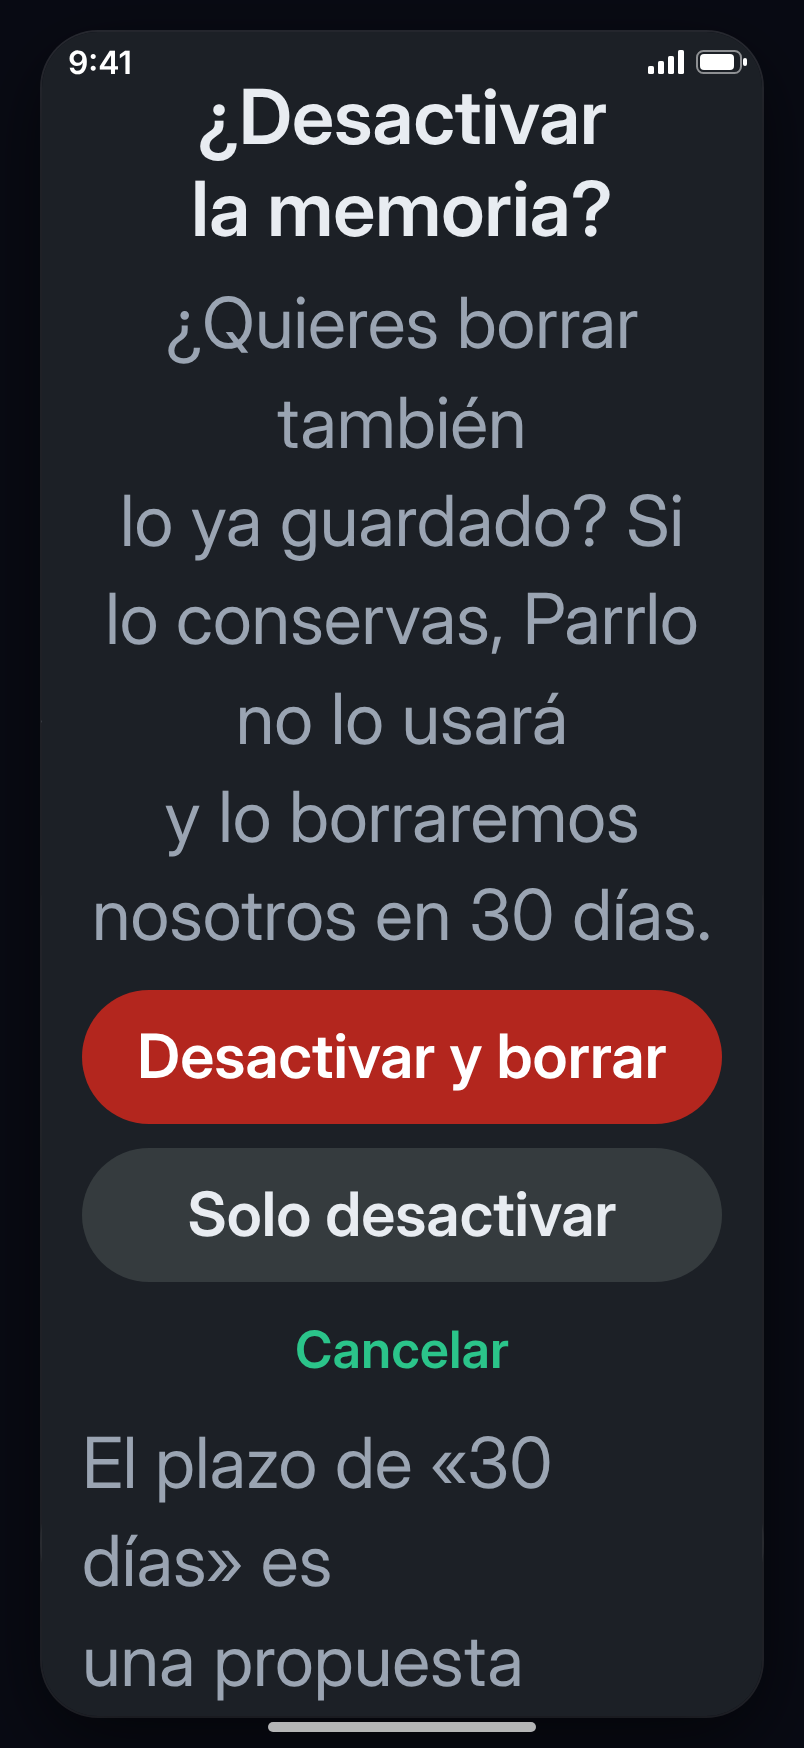 9:41
¿Desactivar
la memoria?
¿Quieres borrar
también
lo ya guardado? Si
lo conservas, Parrlo
no lo usará
y lo borraremos
nosotros en 30 días.
Desactivar y borrar
Solo desactivar
Cancelar
El plazo de «30
días» es
una propuesta